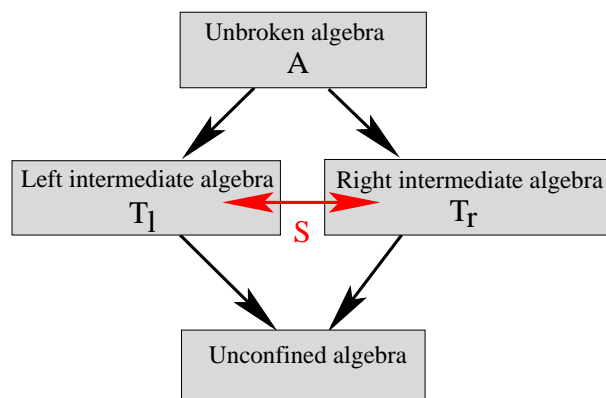 Unbroken algebra
A
Left intermediate algebra
T_l
Right intermediate algebra
T_r
S
Unconfined algebra